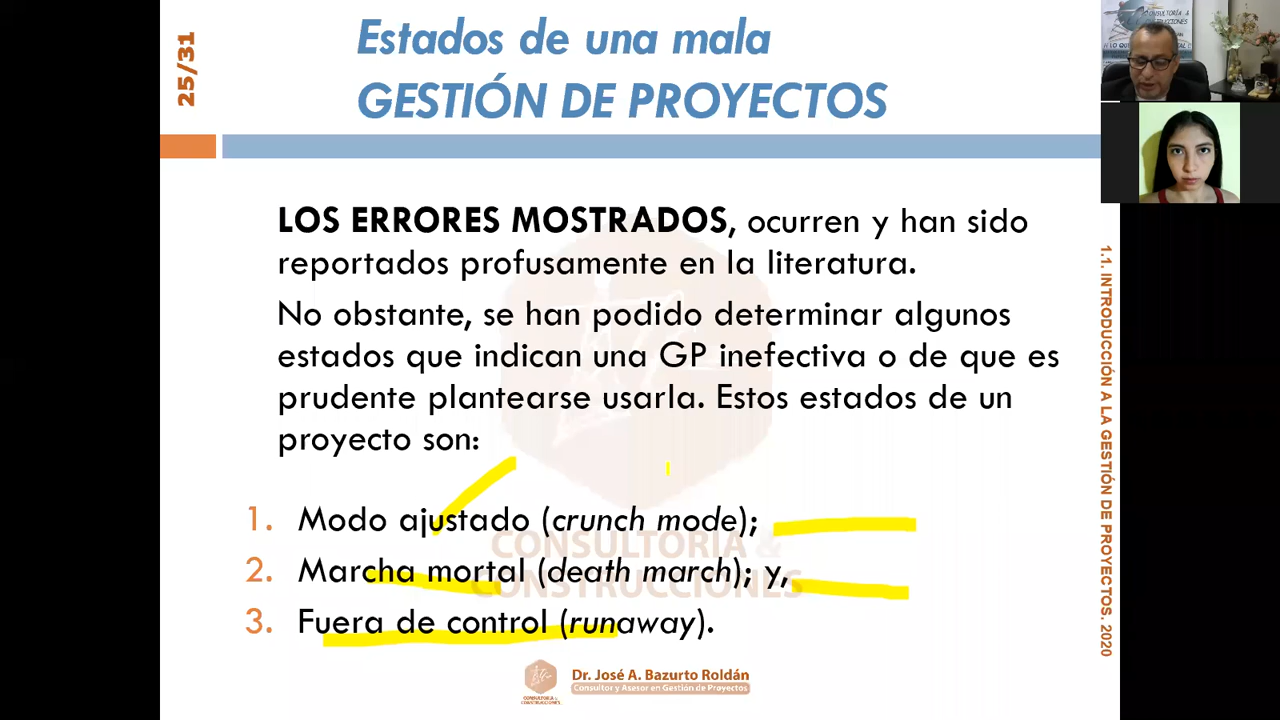 25/31
Estados de una mala
GESTIÓN DE PROYECTOS
LOS ERRORES MOSTRADOS, ocurren y han sido
reportados profusamente en la literatura.
No obstante, se han podido determinar algunos
estados que indican una GP inefectiva o de que es
prudente plantearse usarla. Estos estados de un
proyecto son:
1. Modo ajustado (crunch mode);
2. Marcha mortal (death march); y,
3. Fuera de control (runaway).
CONSULTORIA &
CONSTRUCCIONES
Dr. José A. Bazurto Roldán
Consultor y Asesor en Gestión de Proyectos
CONSULTORIA &
CONSTRUCCIONES
1.1. INTRODUCCIÓN A LA GESTIÓN DE PROYECTOS. 2020